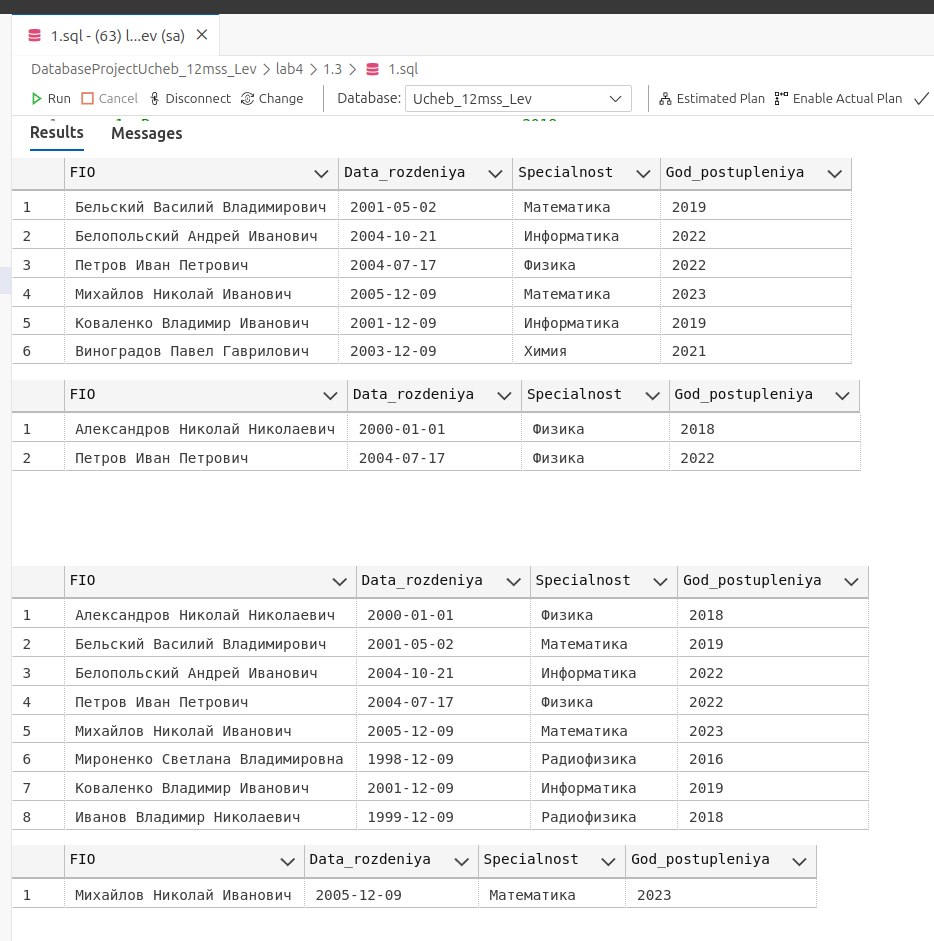 1.sql - (63) l...ev (sa)
DatabaseProjectUcheb_12mss_Lev > lab4 > 1.3 > 1.sql
Run Cancel Disconnect Change Database: Ucheb_12mss_Lev Estimated Plan Enable Actual Plan
Results Messages
FIO Data_rozdeniya Specialnost God_postupleniya
1 Бельский Василий Владимирович 2001-05-02 Математика 2019
2 Белопольский Андрей Иванович 2004-10-21 Информатика 2022
3 Петров Иван Петрович 2004-07-17 Физика 2022
4 Михайлов Николай Иванович 2005-12-09 Математика 2023
5 Коваленко Владимир Иванович 2001-12-09 Информатика 2019
6 Виноградов Павел Гаврилович 2003-12-09 Химия 2021
FIO Data_rozdeniya Specialnost God_postupleniya
1 Александров Николай Николаевич 2000-01-01 Физика 2018
2 Петров Иван Петрович 2004-07-17 Физика 2022
FIO Data_rozdeniya Specialnost God_postupleniya
1 Александров Николай Николаевич 2000-01-01 Физика 2018
2 Бельский Василий Владимирович 2001-05-02 Математика 2019
3 Белопольский Андрей Иванович 2004-10-21 Информатика 2022
4 Петров Иван Петрович 2004-07-17 Физика 2022
5 Михайлов Николай Иванович 2005-12-09 Математика 2023
6 Мироненко Светлана Владимировна 1998-12-09 Радиофизика 2016
7 Коваленко Владимир Иванович 2001-12-09 Информатика 2019
8 Иванов Владимир Николаевич 1999-12-09 Радиофизика 2018
FIO Data_rozdeniya Specialnost God_postupleniya
1 Михайлов Николай Иванович 2005-12-09 Математика 2023